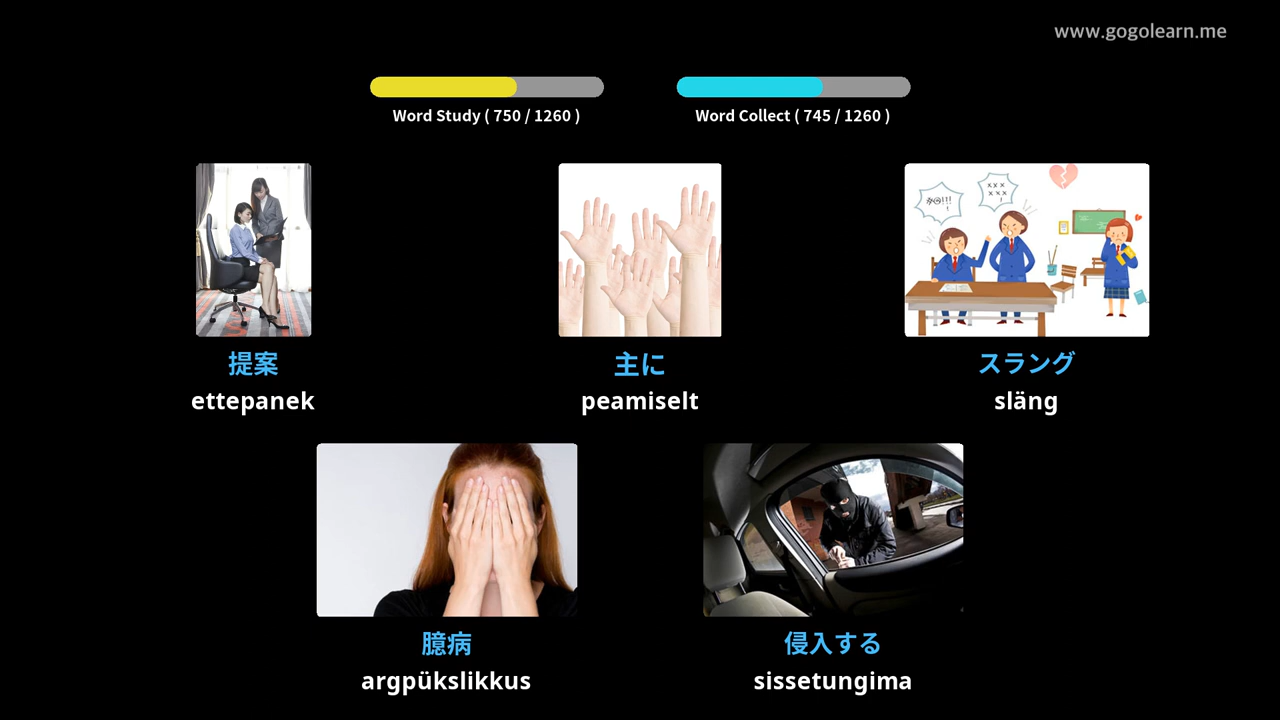 www.gogolearn.me
Word Study ( 750 / 1260 )
Word Collect ( 745 / 1260 )
提案
ettepanek
主に
peamiselt
スラング
släng
臆病
argpükslikkus
侵入する
sissetungima